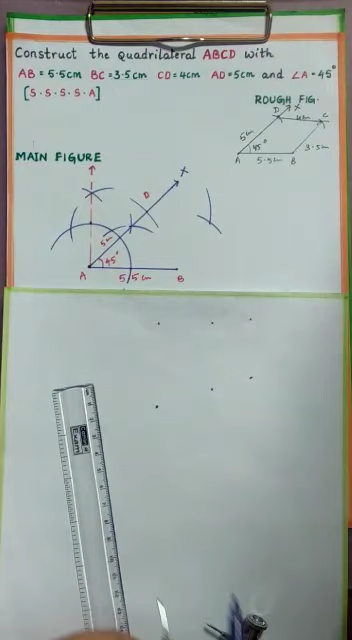 Construct the quadrilateral ABCD with
AB = 5.5cm BC = 3.5cm CD = 4cm AD = 5cm and ∠A = 45°
[S.S.S.S.A]
ROUGH FIG.
D X
4cm C
5cm
45° 3.5cm
A 5.5cm B
MAIN FIGURE
X
D
5cm
45°
A 5.5cm B
Exam